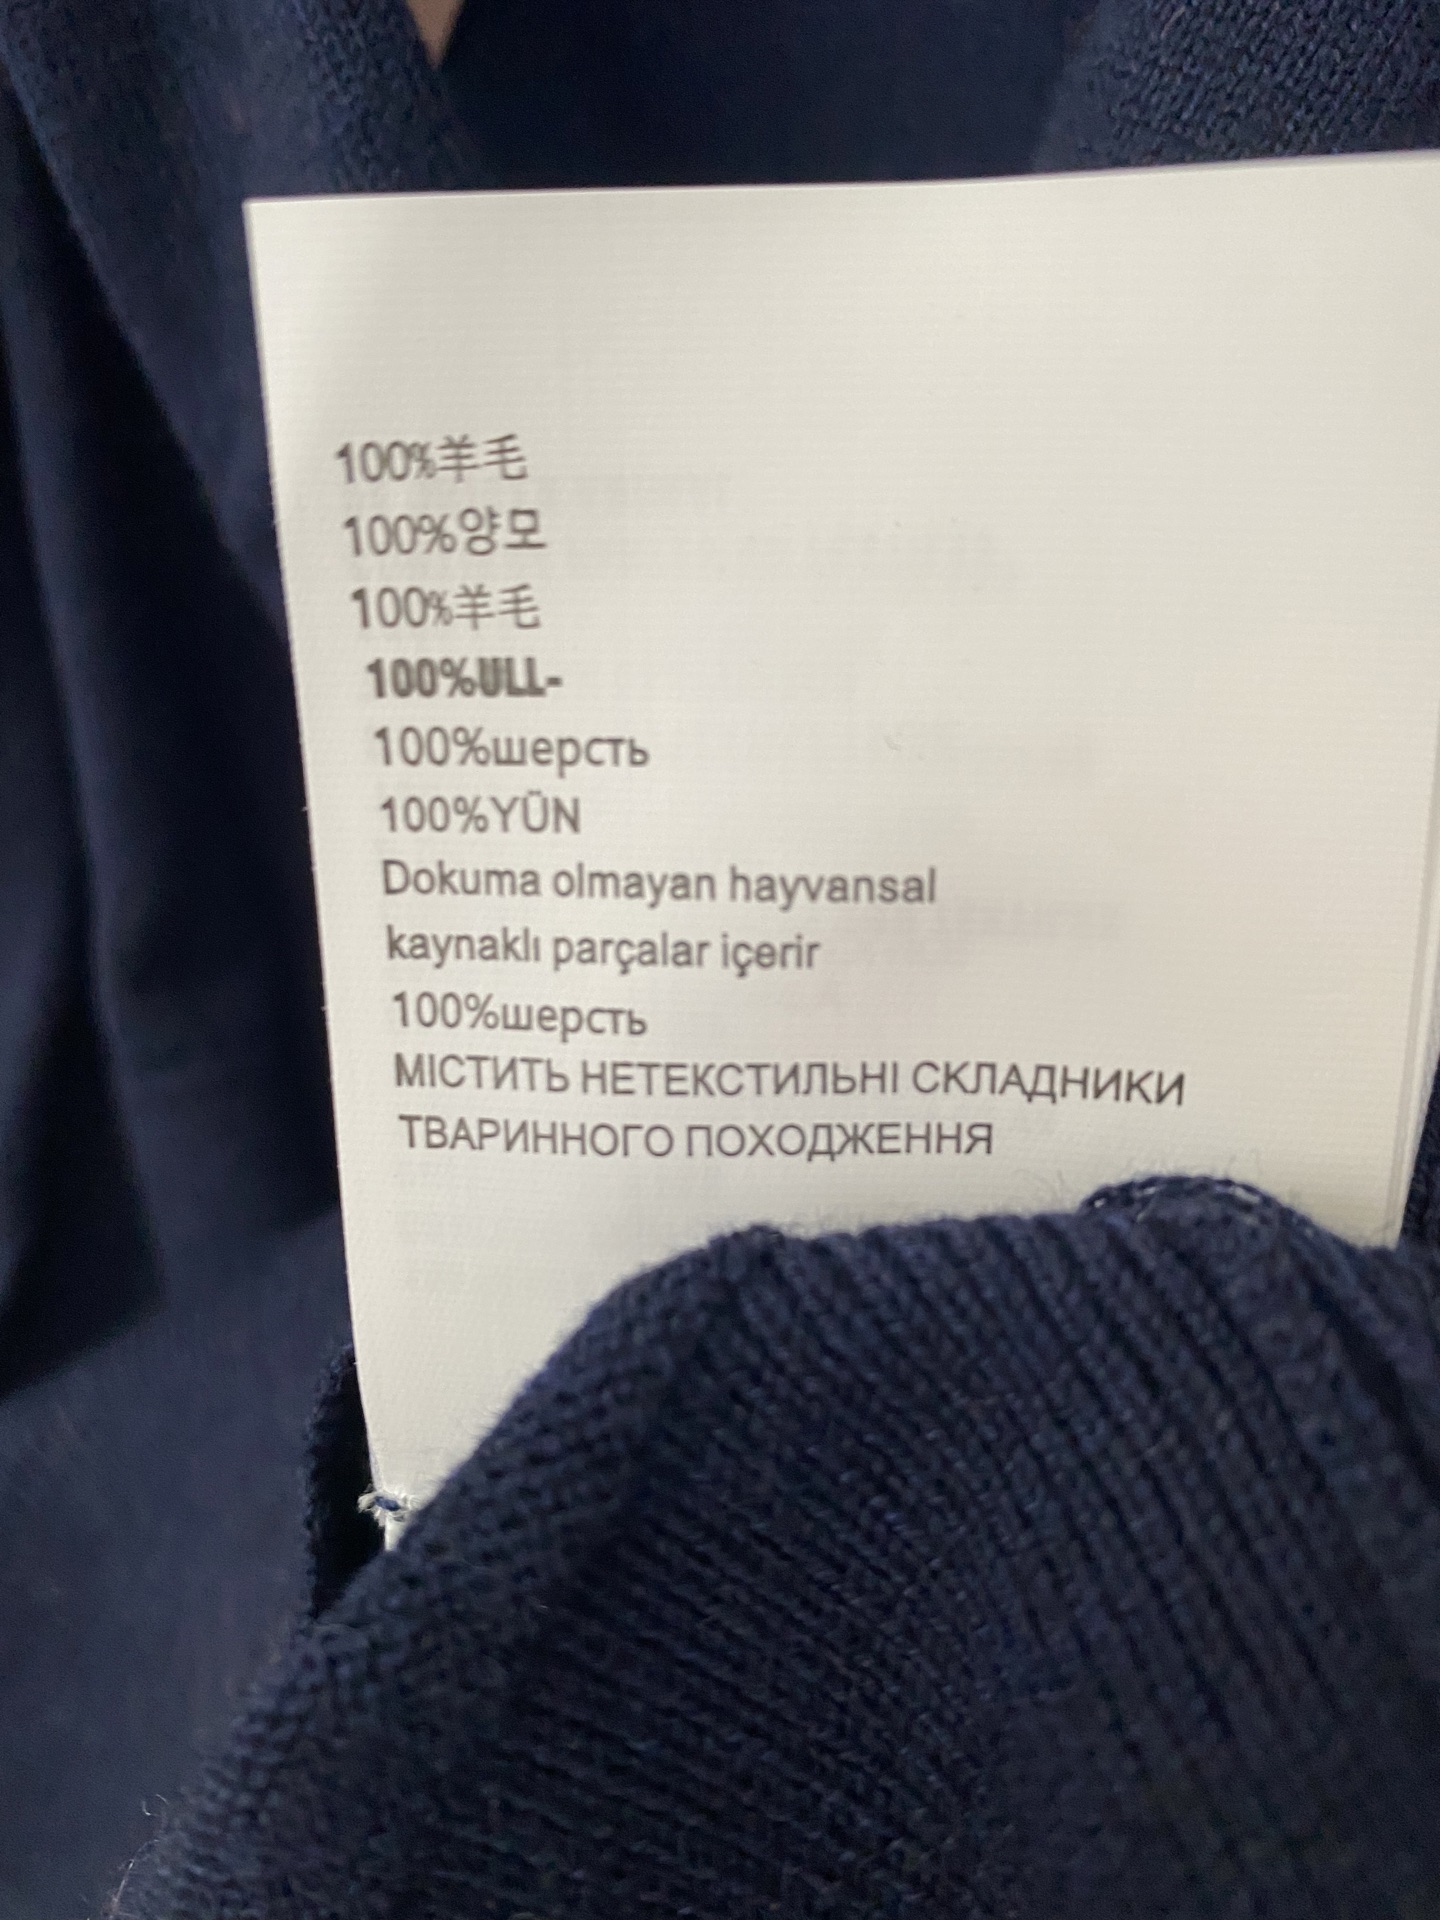 100%羊毛
100%양모
100%羊毛
100%ULL-
100%шерсть
100%YÜN
Dokuma olmayan hayvansal
kaynaklı parçalar içerir
100%шерсть
МІСТИТЬ НЕТЕКСТИЛЬНІ СКЛАДНИКИ
ТВАРИННОГО ПОХОДЖЕННЯ